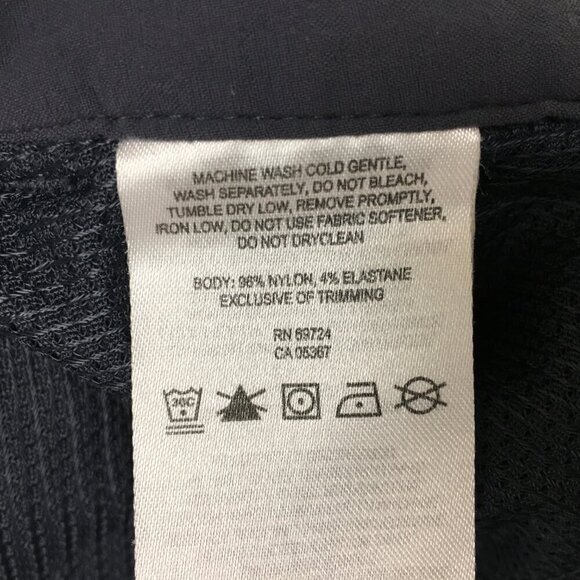 MACHINE WASH COLD GENTLE,
WASH SEPARATELY, DO NOT BLEACH,
TUMBLE DRY LOW, REMOVE PROMPTLY,
IRON LOW, DO NOT USE FABRIC SOFTENER,
DO NOT DRYCLEAN
BODY: 96% NYLON, 4% ELASTANE
EXCLUSIVE OF TRIMMING
RN 69724
CA 05367
30C